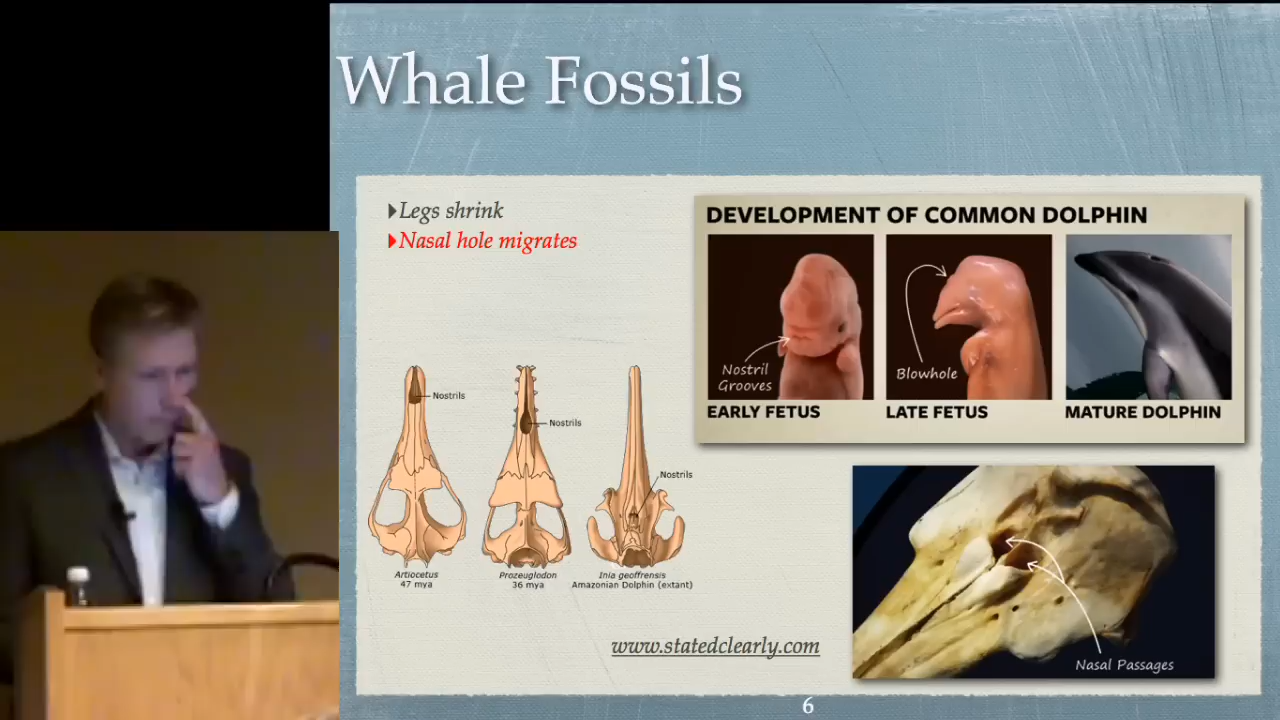 Whale Fossils
Legs shrink
Nasal hole migrates
DEVELOPMENT OF COMMON DOLPHIN
Nostril
Grooves
Blowhole
EARLY FETUS
LATE FETUS
MATURE DOLPHIN
Nostrils
Nostrils
Nostrils
Artiocetus
47 mya
Prozeuglodon
36 mya
Inia geoffrensis
Amazonian Dolphin (extant)
Nasal Passages
www.statedclearly.com
6